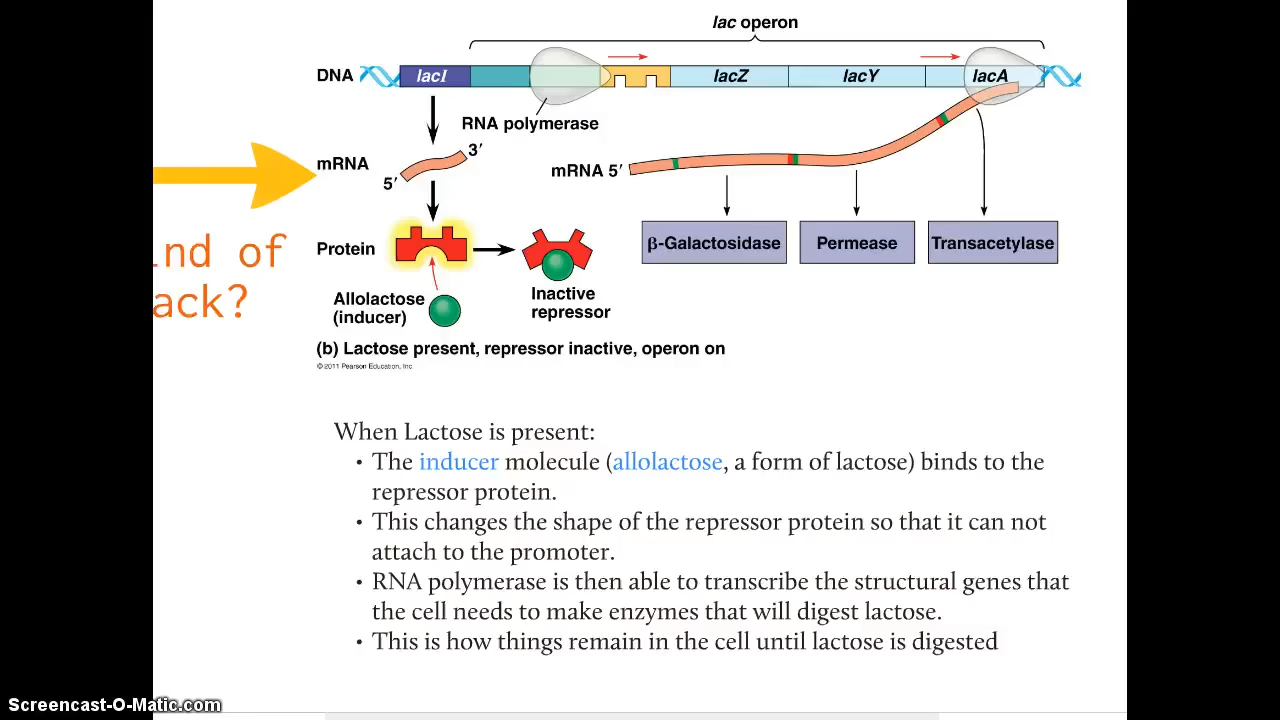 lac operon
DNA
lacI
lacZ
lacY
lacA
RNA polymerase
mRNA
3′
5′
mRNA 5′
Protein
β-Galactosidase
Permease
Transacetylase
Allolactose
(inducer)
Inactive
repressor
(b) Lactose present, repressor inactive, operon on
© 2011 Pearson Education, Inc.
nd of
ack?
When Lactose is present:
• The inducer molecule (allolactose, a form of lactose) binds to the
repressor protein.
• This changes the shape of the repressor protein so that it can not
attach to the promoter.
• RNA polymerase is then able to transcribe the structural genes that
the cell needs to make enzymes that will digest lactose.
• This is how things remain in the cell until lactose is digested
Screencast-O-Matic.com